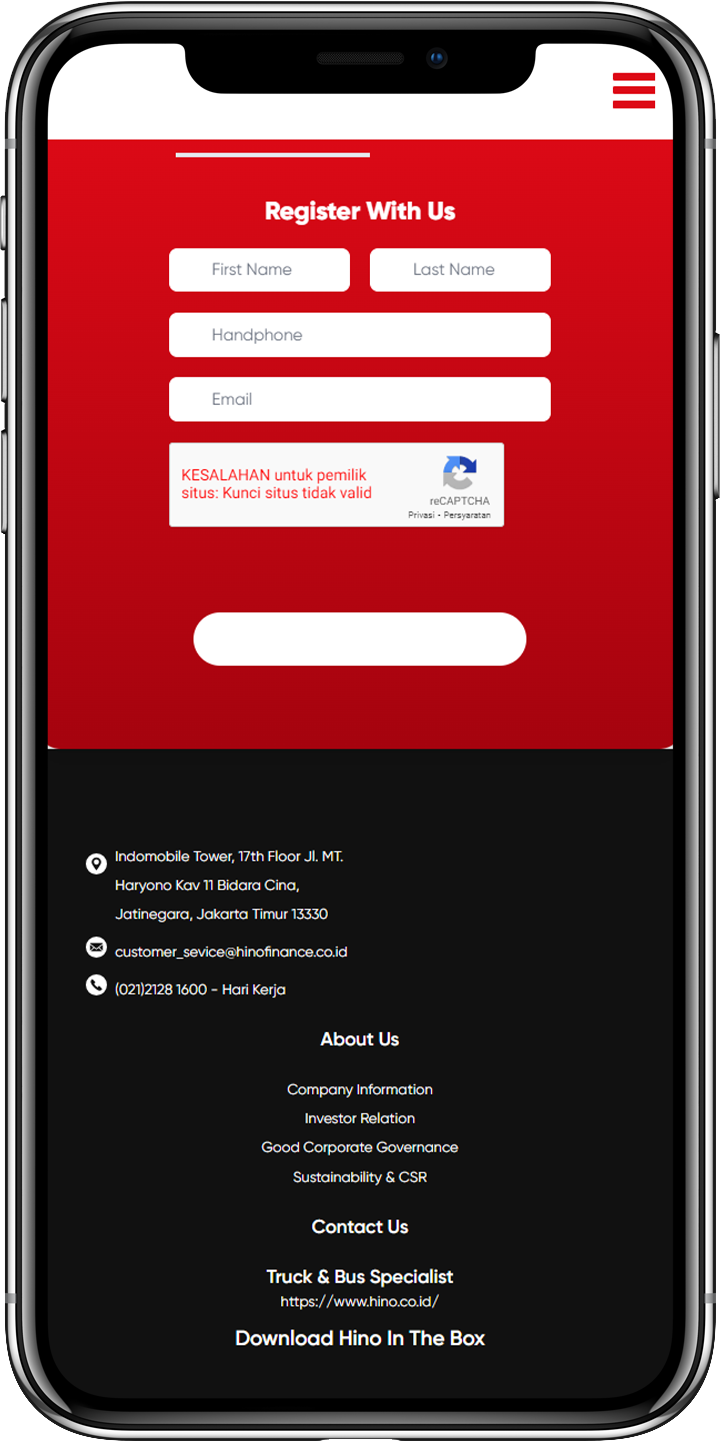 Register With Us
First Name
Last Name
Handphone
Email
KESALAHAN untuk pemilik
situs: Kunci situs tidak valid
reCAPTCHA
Privasi - Persyaratan
Indomobile Tower, 17th Floor Jl. MT.
Haryono Kav 11 Bidara Cina,
Jatinegara, Jakarta Timur 13330
customer_sevice@hinofinance.co.id
(021)2128 1600 - Hari Kerja
About Us
Company Information
Investor Relation
Good Corporate Governance
Sustainability & CSR
Contact Us
Truck & Bus Specialist
https://www.hino.co.id/
Download Hino In The Box